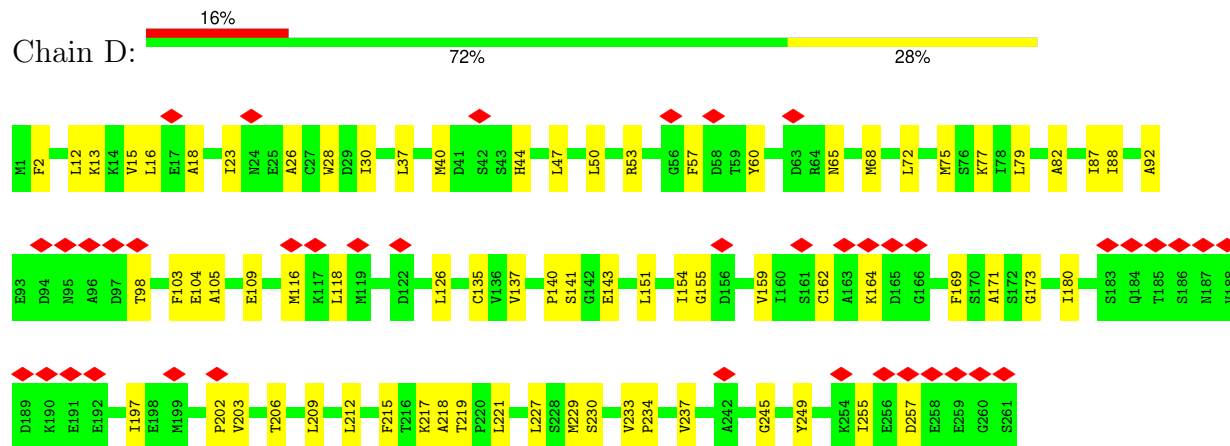 16%
Chain D:
72% 28%
M1 F2 L12 K13 K14 V15 L16 E17 A18 I23 N24 E25 A26 C27 W28 D29 I30 L37 M40 D41 S42 S43 H44 L47 L50 R53 G56 F57 D58 T59 Y60 D63 R64 N65 M68 L72 M75 S76 K77 I78 L79 A82 I87 I88 A92
E93 D94 N95 A96 D97 T98 F103 E104 A105 E109 M116 K117 L118 M119 D122 L126 C135 V136 V137 P140 S141 G142 E143 L151 I154 G155 D156 V159 I160 S161 C162 A163 K164 D165 G166 F169 S170 A171 S172 G173 I180 S183 Q184 T185 S186 N187 V188
D189 K190 E191 E192 I197 E198 M199 P202 V203 T206 L209 L212 F215 T216 K217 A218 T219 P220 L221 L227 S228 M229 S230 V233 P234 V237 A242 G245 Y249 K254 I255 E256 D257 E258 E259 G260 S261